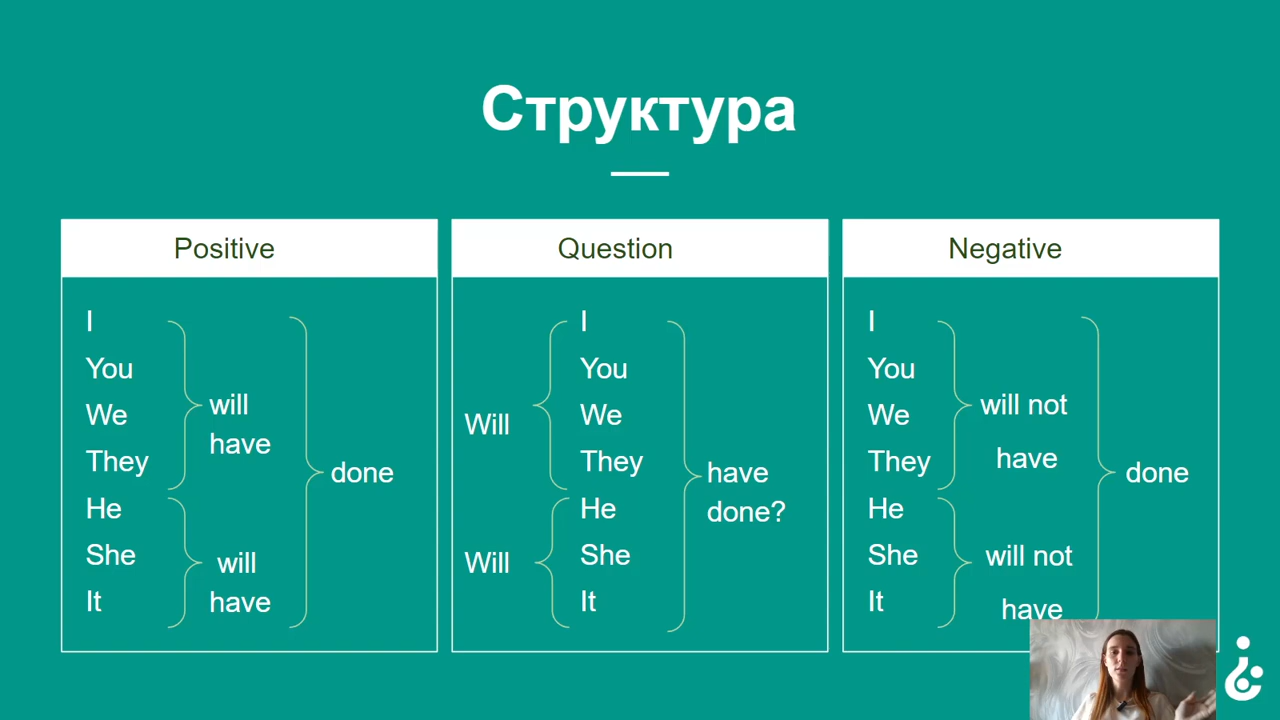 Структура
Positive
I
You
We
They
He
She
It
will
have
will
have
done
Question
Will
Will
I
You
We
They
He
She
It
have
done?
Negative
I
You
We
They
He
She
It
will not
have
will not
have
done